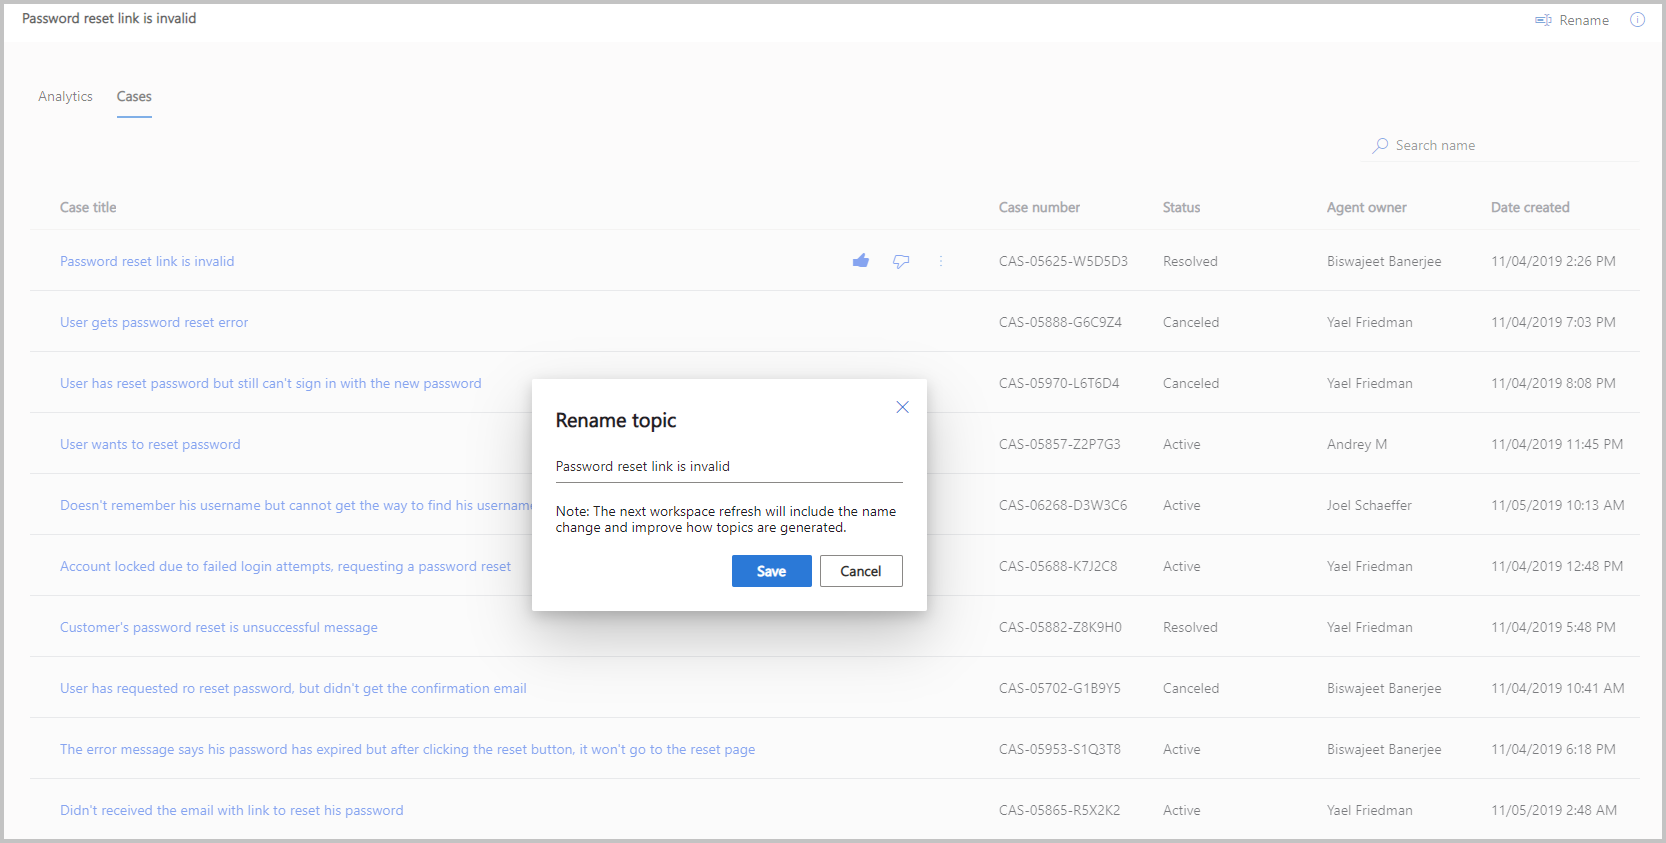 Password reset link is invalid
Rename
Analytics
Cases
Search name
Case title
Case number
Status
Agent owner
Date created
Password reset link is invalid
CAS-05625-W5D5D3
Resolved
Biswajeet Banerjee
11/04/2019 2:26 PM
User gets password reset error
CAS-05888-G6C9Z4
Canceled
Yael Friedman
11/04/2019 7:03 PM
User has reset password but still can't sign in with the new password
CAS-05970-L6T6D4
Canceled
Yael Friedman
11/04/2019 8:08 PM
User wants to reset password
CAS-05857-Z2P7G3
Active
Andrey M
11/04/2019 11:45 PM
Doesn't remember his username but cannot get the way to find his username
CAS-06268-D3W3C6
Active
Joel Schaeffer
11/05/2019 10:13 AM
Account locked due to failed login attempts, requesting a password reset
CAS-05688-K7J2C8
Active
Yael Friedman
11/04/2019 12:48 PM
Customer's password reset is unsuccessful message
CAS-05882-Z8K9H0
Resolved
Yael Friedman
11/04/2019 5:48 PM
User has requested ro reset password, but didn't get the confirmation email
CAS-05702-G1B9Y5
Canceled
Biswajeet Banerjee
11/04/2019 10:41 AM
The error message says his password has expired but after clicking the reset button, it won't go to the reset page
CAS-05953-S1Q3T8
Active
Biswajeet Banerjee
11/04/2019 6:18 PM
Didn't received the email with link to reset his password
CAS-05865-R5X2K2
Active
Yael Friedman
11/05/2019 2:48 AM
Rename topic
Password reset link is invalid
Note: The next workspace refresh will include the name
change and improve how topics are generated.
Save
Cancel